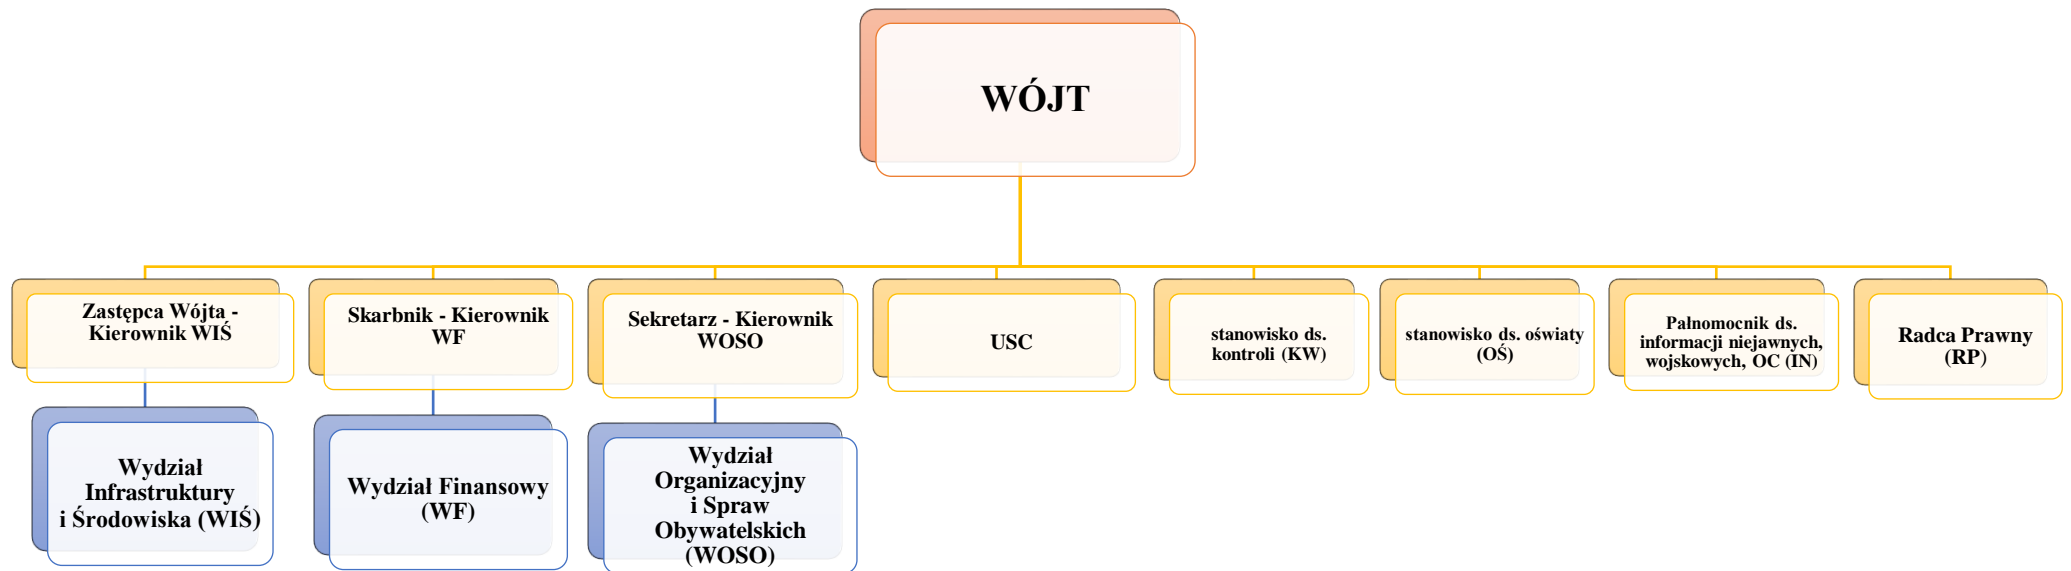 WÓJT
Zastępca Wójta -
Kierownik WIŚ
Skarbnik - Kierownik
WF
Sekretarz - Kierownik
WOSO
USC
stanowisko ds.
kontroli (KW)
stanowisko ds. oświaty
(OŚ)
Pałnomocnik ds.
informacji niejawnych,
wojskowych, OC (IN)
Radca Prawny
(RP)
Wydział
Infrastruktury
i Środowiska (WIŚ)
Wydział Finansowy
(WF)
Wydział
Organizacyjny
i Spraw
Obywatelskich
(WOSO)